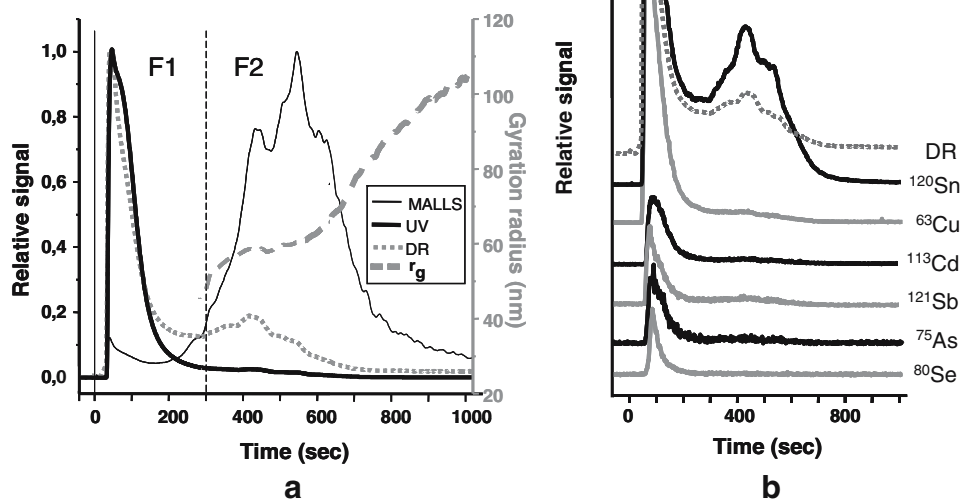 Relative signal
1,0
0,8
0,6
0,4
0,2
0,0
F1
F2
MALLS
UV
DR
rg
120
100
80
60
40
20
Gyration radius (nm)
0
200
400
600
800
1000
Time (sec)
a
Relative signal
DR
120Sn
63Cu
113Cd
121Sb
75As
80Se
0
400
800
Time (sec)
b